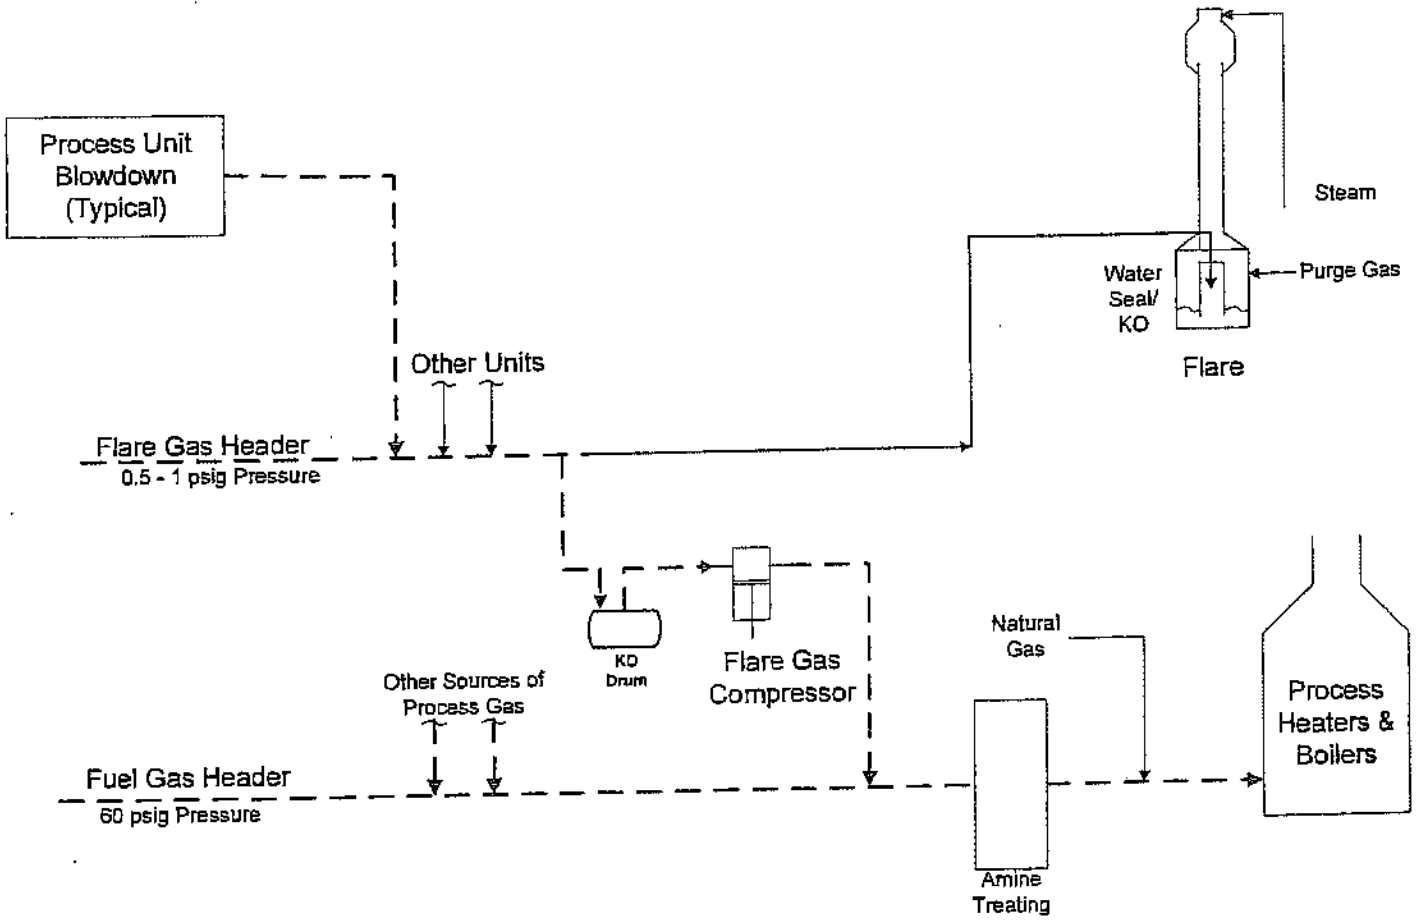 Process Unit
Blowdown
(Typical)
Steam
Water
Seal/
KO
Purge Gas
Flare
Other Units
Flare Gas Header
0.5 - 1 psig Pressure
KO
Drum
Flare Gas
Compressor
Natural
Gas
Process
Heaters &
Boilers
Other Sources of
Process Gas
Fuel Gas Header
60 psig Pressure
Amine
Treating